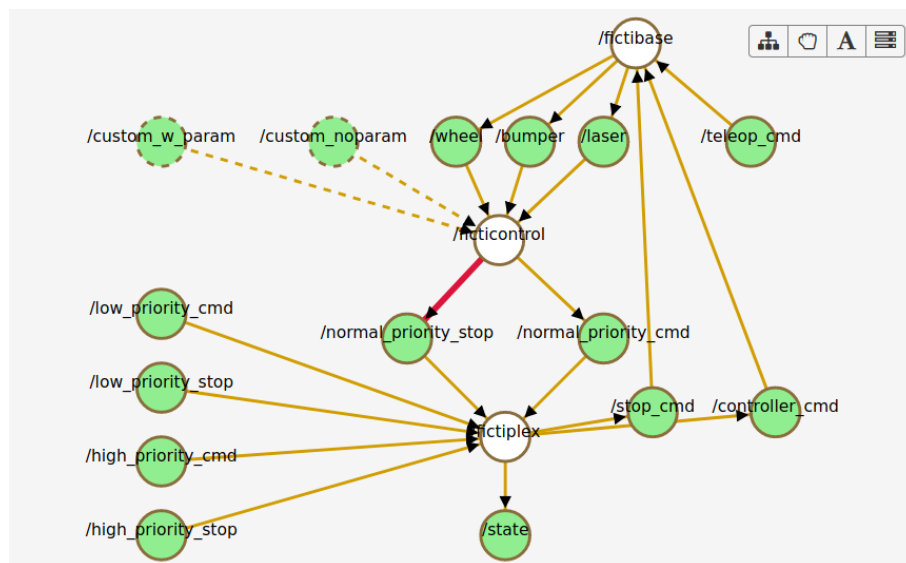 /fictibase
A
/custom_w_param
/custom_noparam
/wheel
/bumper
/laser
/teleop_cmd
/ficticontrol
/low_priority_cmd
/normal_priority_stop
/normal_priority_cmd
/low_priority_stop
/stop_cmd
/controller_cmd
/fictiplex
/high_priority_cmd
/high_priority_stop
/state